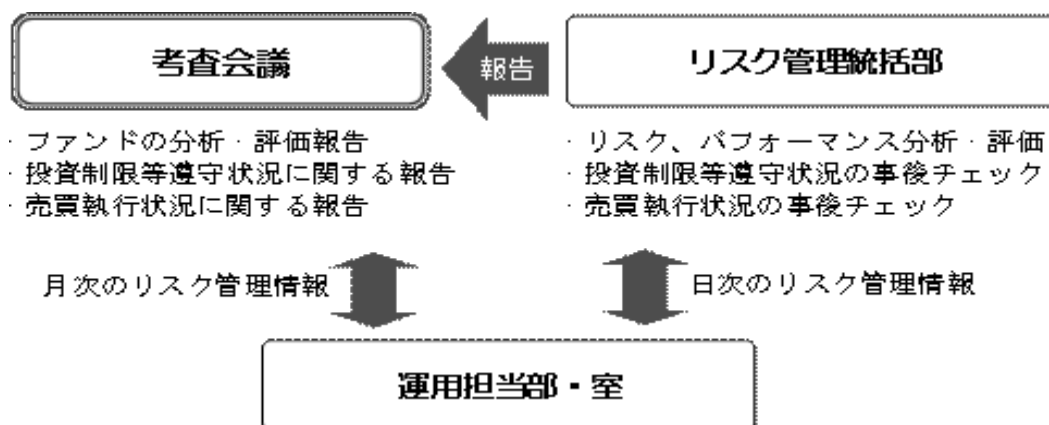 考査会議
報告
リスク管理統括部
· ファンドの分析・評価報告
· 投資制限等遵守状況に関する報告
· 売買執行状況に関する報告
· リスク、パフォーマンス分析・評価
· 投資制限等遵守状況の事後チェック
· 売買執行状況の事後チェック
月次のリスク管理情報
日次のリスク管理情報
運用担当部・室